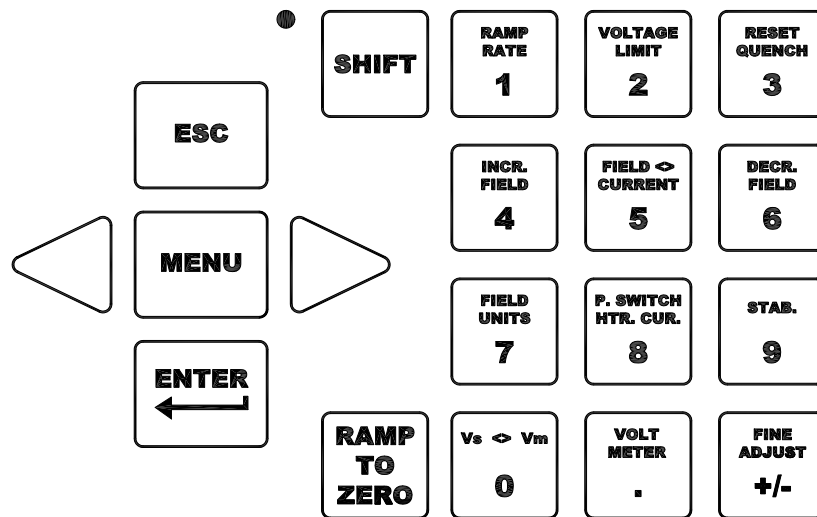 SHIFT
RAMP
RATE
1
VOLTAGE
LIMIT
2
RESET
QUENCH
3
ESC
INCR.
FIELD
4
FIELD <>
CURRENT
5
DECR.
FIELD
6
MENU
FIELD
UNITS
7
P. SWITCH
HTR. CUR.
8
STAB.
9
ENTER
RAMP
TO
ZERO
Vs <> Vm
0
VOLT
METER
.
FINE
ADJUST
+/-